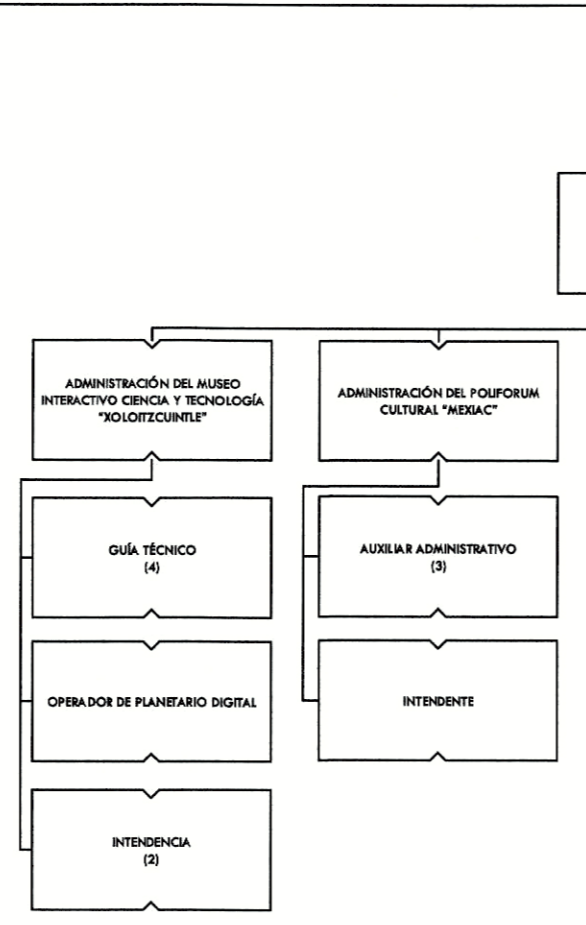 ADMINISTRACIÓN DEL MUSEO
INTERACTIVO CIENCIA Y TECNOLOGÍA
"XOLOITZCUINTLE"
ADMINISTRACIÓN DEL POLIFORUM
CULTURAL "MEXIAC"
GUÍA TÉCNICO
(4)
AUXILIAR ADMINISTRATIVO
(3)
OPERADOR DE PLANETARIO DIGITAL
INTENDENTE
INTENDENCIA
(2)